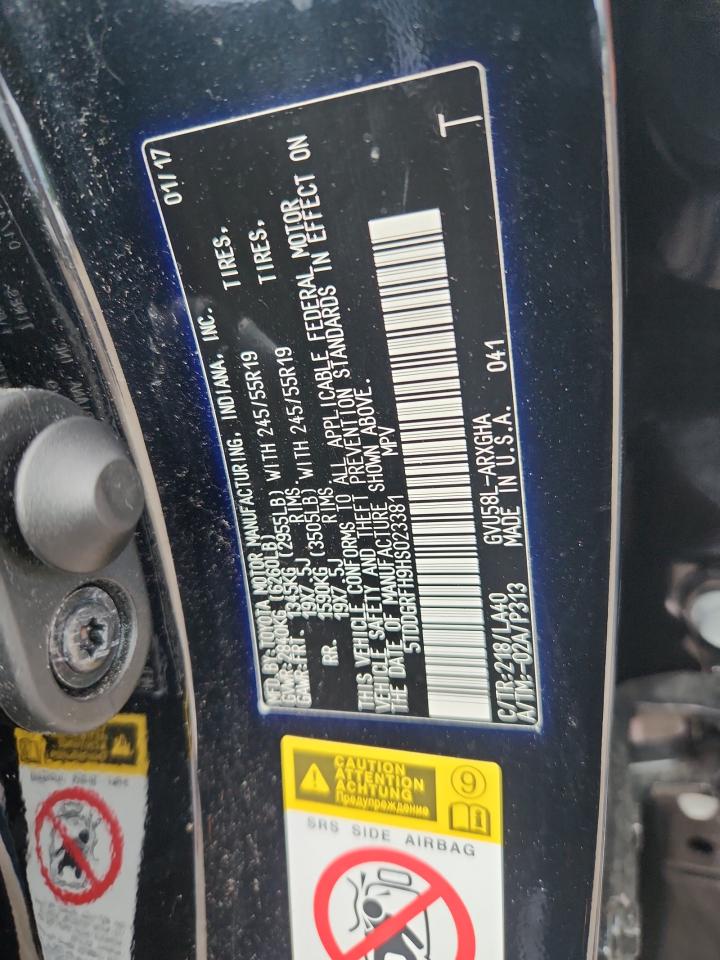 01/17
MFD BY:TOYOTA MOTOR MANUFACTURING, INDIANA, INC.
GVWR:2840KG (6260LB)
GAWR:FRT. 1345KG (2955LB) WITH 245/55R19 TIRES,
19X7.5J RIMS
RR. 1590KG (3505LB) WITH 245/55R19 TIRES,
19X7.5J RIMS
THIS VEHICLE CONFORMS TO ALL APPLICABLE FEDERAL MOTOR
VEHICLE SAFETY AND THEFT PREVENTION STANDARDS IN EFFECT ON
THE DATE OF MANUFACTURE SHOWN ABOVE.
5TDDGRFH9HS023381 MPV
T
C/TR:218/LA40 GVU58L-ARXGHA
A/TM:-02A/P313 MADE IN U.S.A. 041
CAUTION
ATTENTION
ACHTUNG
Предупреждение
9
SRS SIDE AIRBAG